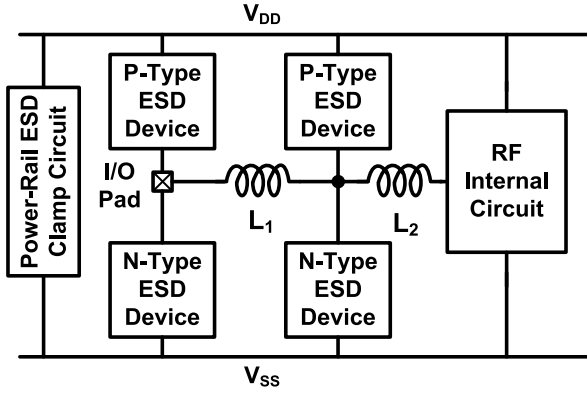 VDD
Power-Rail ESD
Clamp Circuit
P-Type
ESD
Device
P-Type
ESD
Device
I/O
Pad
L1
L2
RF
Internal
Circuit
N-Type
ESD
Device
N-Type
ESD
Device
VSS